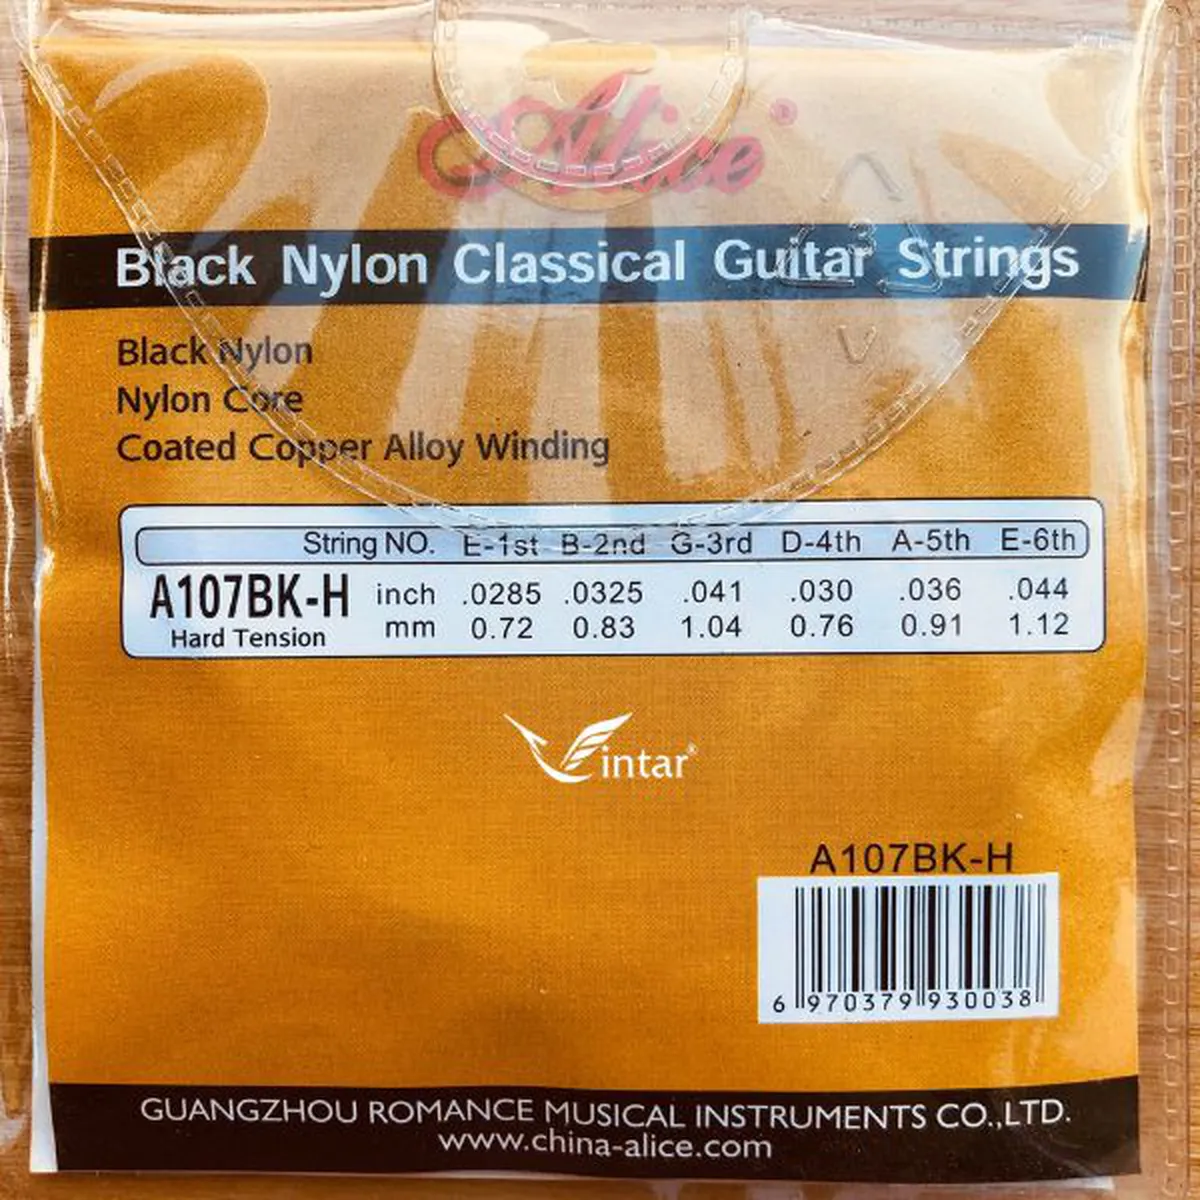 Alice®
Black Nylon Classical Guitar Strings
Black Nylon
Nylon Core
Coated Copper Alloy Winding
String NO. E-1st B-2nd G-3rd D-4th A-5th E-6th
A107BK-H inch .0285 .0325 .041 .030 .036 .044
Hard Tension mm 0.72 0.83 1.04 0.76 0.91 1.12
Vintar®
A107BK-H
6 970379 930038
GUANGZHOU ROMANCE MUSICAL INSTRUMENTS CO.,LTD.
www.china-alice.com